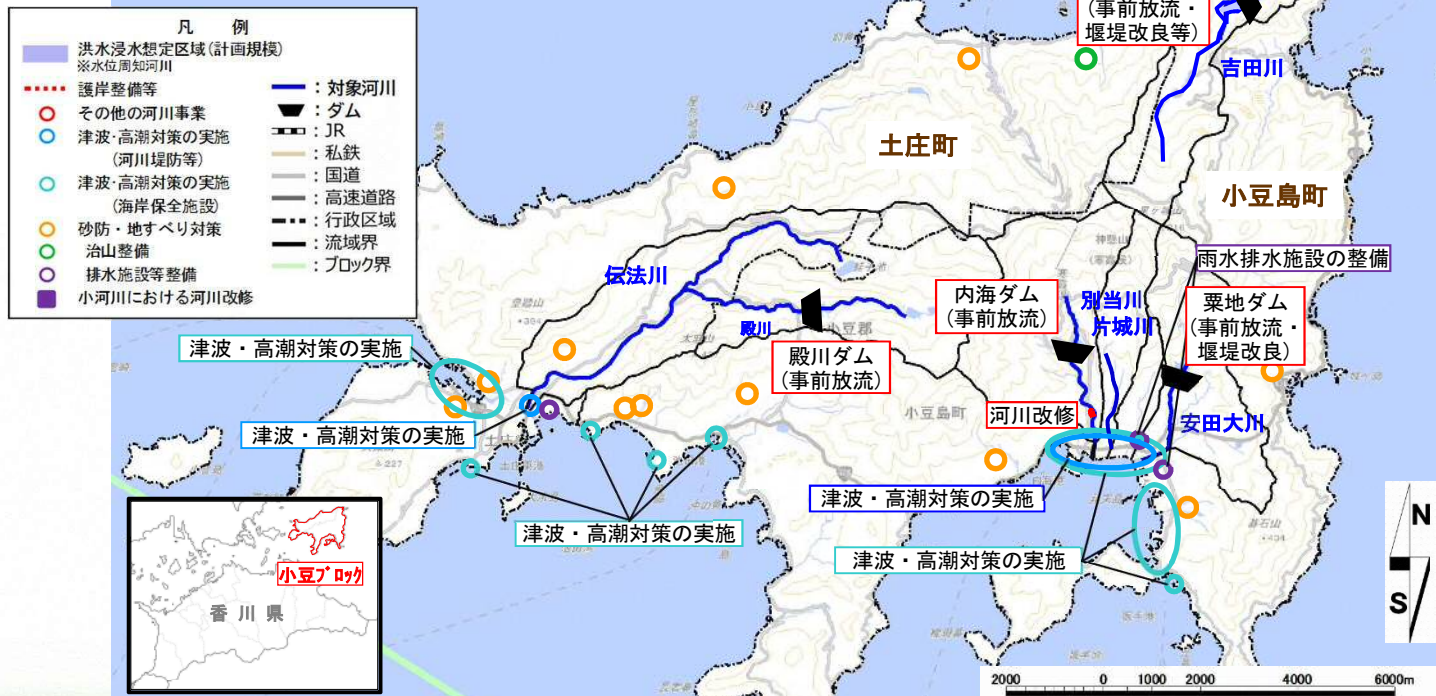 凡 例
洪水浸水想定区域(計画規模)
※水位周知河川
護岸整備等
その他の河川事業
津波・高潮対策の実施
(河川堤防等)
津波・高潮対策の実施
(海岸保全施設)
砂防・地すべり対策
治山整備
排水施設等整備
小河川における河川改修
:対象河川
:ダム
:JR
:私鉄
:国道
:高速道路
:行政区域
:流域界
:ブロック界
(事前放流・
堰堤改良等)
吉田川
土庄町
小豆島町
雨水排水施設の整備
伝法川
殿川
小豆郡
殿川ダム
(事前放流)
内海ダム
(事前放流)
別当川
片城川
粟地ダム
(事前放流・
堰堤改良)
安田大川
河川改修
小豆島町
津波・高潮対策の実施
津波・高潮対策の実施
津波・高潮対策の実施
津波・高潮対策の実施
津波・高潮対策の実施
小豆ブロック
香川県
N
S
2000 0 1000 2000 4000 6000m